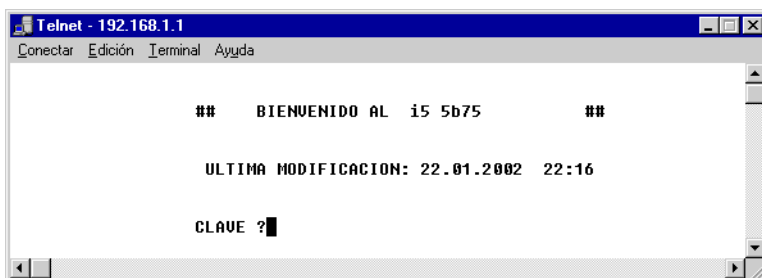 Telnet - 192.168.1.1
Conectar Edición Terminal Ayuda
## BIENVENIDO AL i5 5b75 ##
ULTIMA MODIFICACION: 22.01.2002 22:16
CLAVE ?